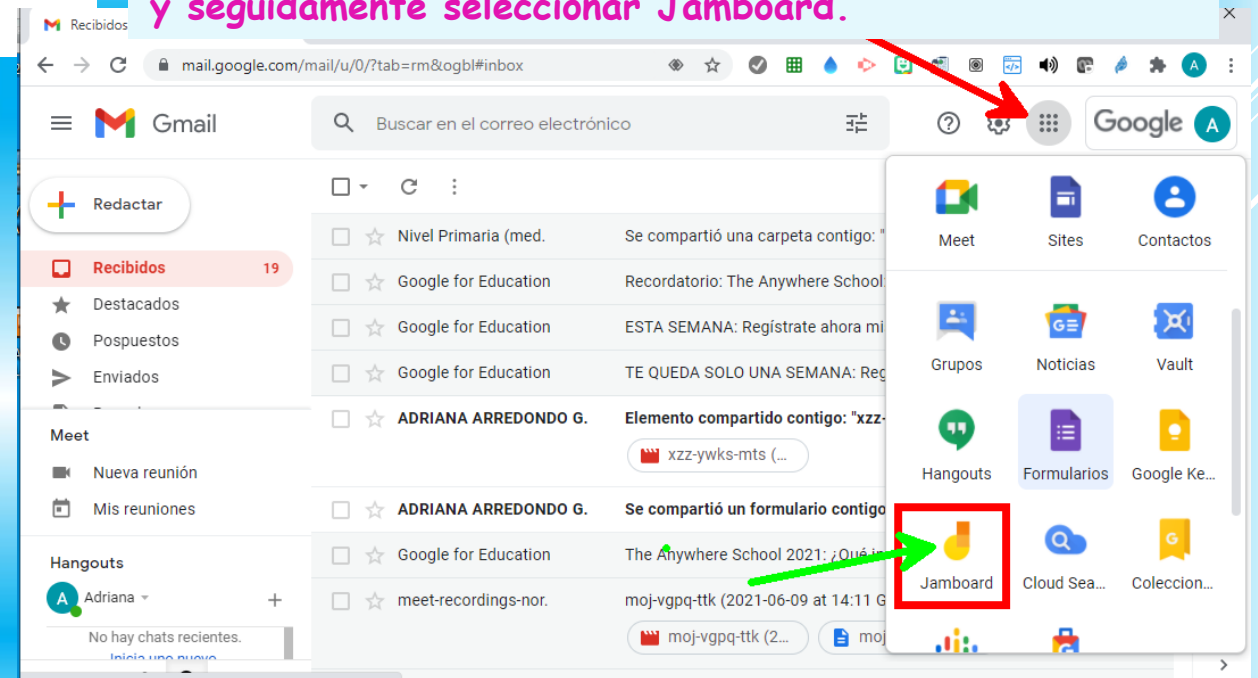 y seguidamente seleccionar Jamboard.
Recibidos
mail.google.com/mail/u/0/?tab=rm&ogbl#inbox
A
Gmail
Buscar en el correo electrónico
Google A
Redactar
Recibidos 19
Destacados
Pospuestos
Enviados
Meet
Nueva reunión
Mis reuniones
Hangouts
A Adriana
No hay chats recientes.
Inicia uno nuevo
Nivel Primaria (med. Se compartió una carpeta contigo: "
Google for Education Recordatorio: The Anywhere School:
Google for Education ESTA SEMANA: Regístrate ahora mi
Google for Education TE QUEDA SOLO UNA SEMANA: Reg
ADRIANA ARREDONDO G. Elemento compartido contigo: "xzz-
xzz-ywks-mts (...
ADRIANA ARREDONDO G. Se compartió un formulario contigo
Google for Education The Anywhere School 2021: ¿Qué in
meet-recordings-nor. moj-vgpq-ttk (2021-06-09 at 14:11 G
moj-vgpq-ttk (2... moj
Meet Sites Contactos
Grupos Noticias Vault
Hangouts Formularios Google Ke...
Jamboard Cloud Sea... Coleccion...